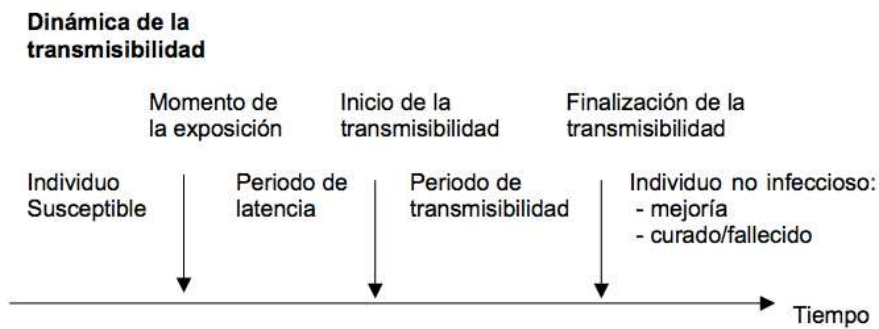 Dinámica de la
transmisibilidad
Momento de
la exposición
Inicio de la
transmisibilidad
Finalización de la
transmisibilidad
Individuo
Susceptible
Periodo de
latencia
Periodo de
transmisibilidad
Individuo no infeccioso:
- mejoría
- curado/fallecido
Tiempo